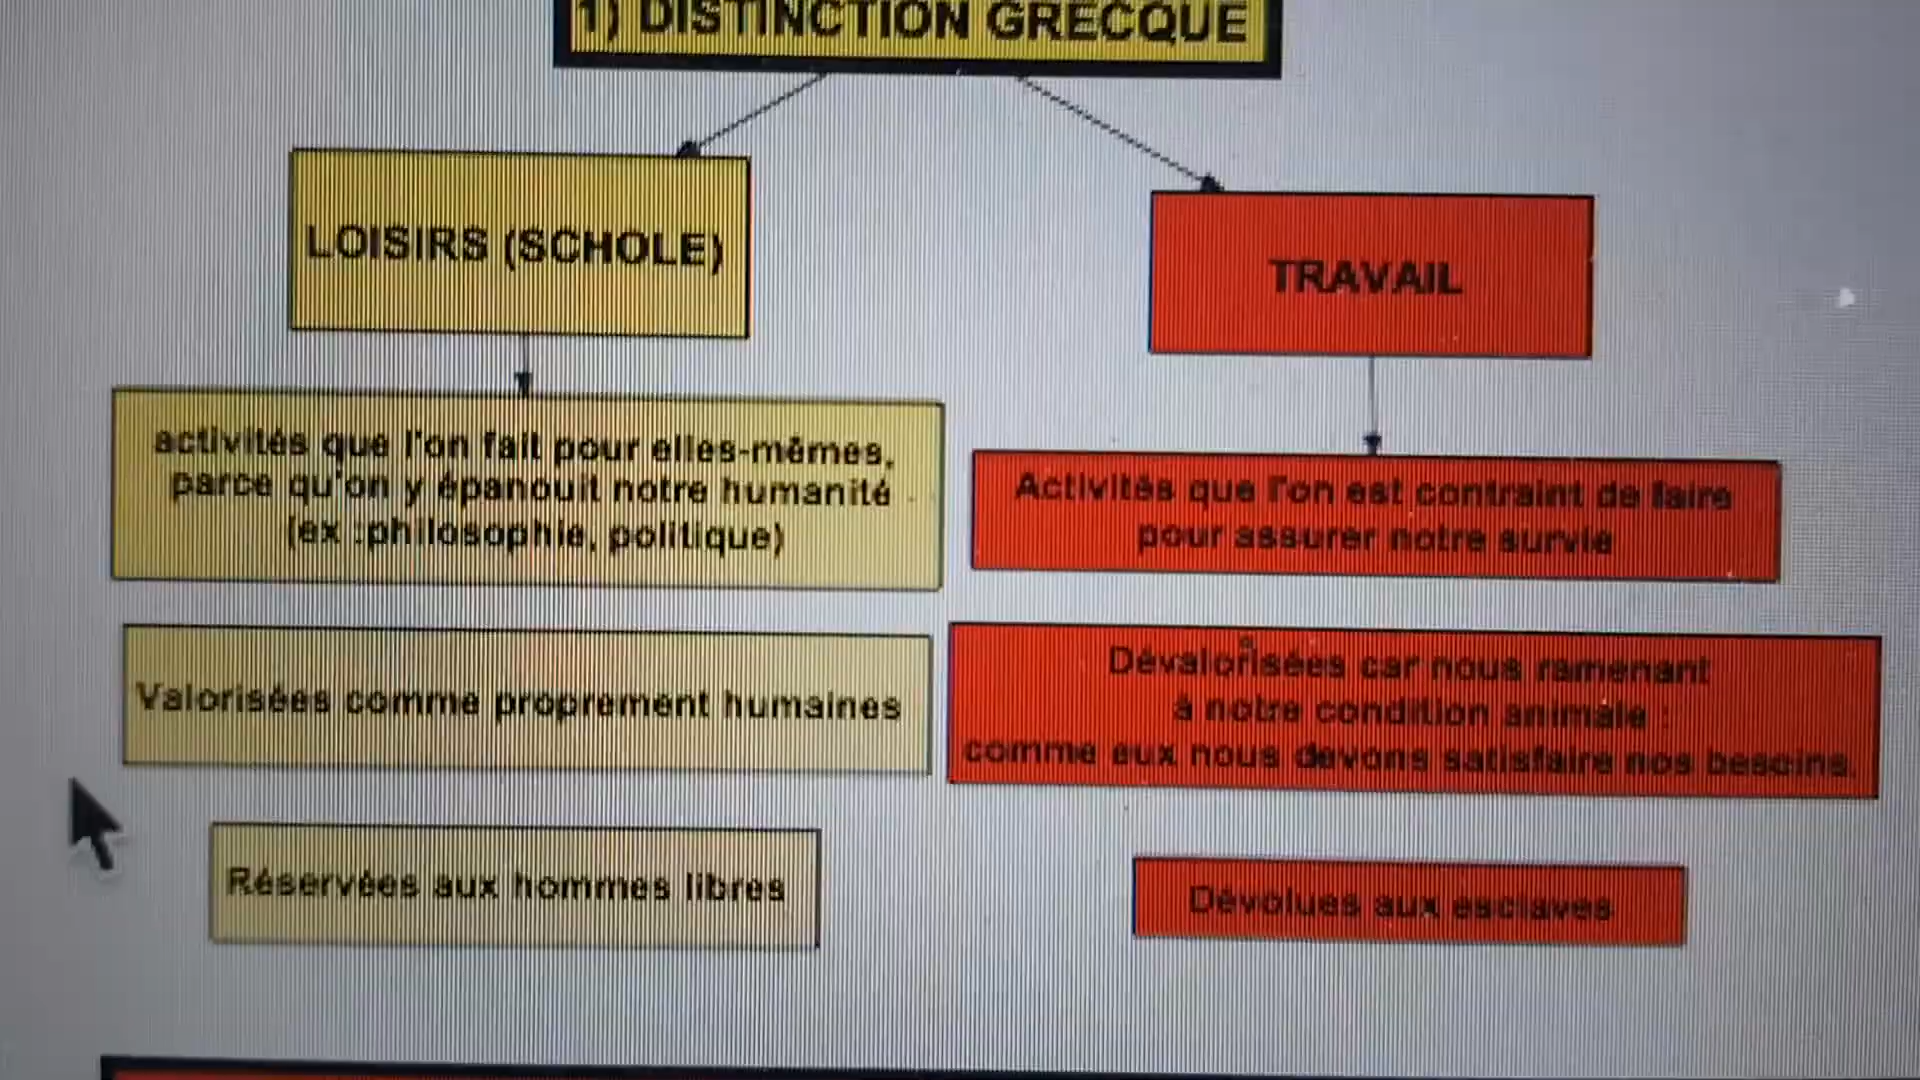 1) DISTINCTION GRECQUE
LOISIRS (SCHOLE)
TRAVAIL
activités que l'on fait pour elles-mêmes,
parce qu'on y épanouit notre humanité
(ex :philosophie, politique)
Activités que l'on est contraint de faire
pour assurer notre survie
Valorisées comme proprement humaines
Dévalorisées car nous ramenant
à notre condition animale :
comme eux nous devons satisfaire nos besoins.
Réservées aux hommes libres
Dévolues aux esclaves